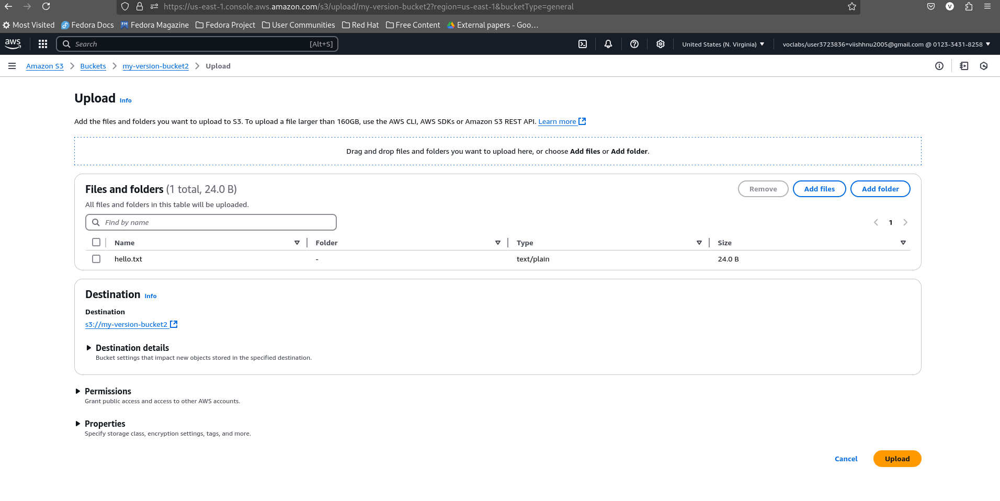 https://us-east-1.console.aws.amazon.com/s3/upload/my-version-bucket2?region=us-east-1&bucketType=general
V
Most Visited Fedora Docs FM Fedora Magazine Fedora Project User Communities Red Hat Free Content External papers - Goo…
aws Search [Alt+S] United States (N. Virginia) voclabs/user3723836=viishhnu2005@gmail.com @ 0123-3431-8258
Amazon S3 Buckets my-version-bucket2 Upload
Upload Info
Add the files and folders you want to upload to S3. To upload a file larger than 160GB, use the AWS CLI, AWS SDKs or Amazon S3 REST API. Learn more
Drag and drop files and folders you want to upload here, or choose Add files or Add folder.
Files and folders (1 total, 24.0 B) Remove Add files Add folder
All files and folders in this table will be uploaded.
Find by name 1
Name Folder Type Size
hello.txt - text/plain 24.0 B
Destination Info
Destination
s3://my-version-bucket2
Destination details
Bucket settings that impact new objects stored in the specified destination.
Permissions
Grant public access and access to other AWS accounts.
Properties
Specify storage class, encryption settings, tags, and more.
Cancel Upload